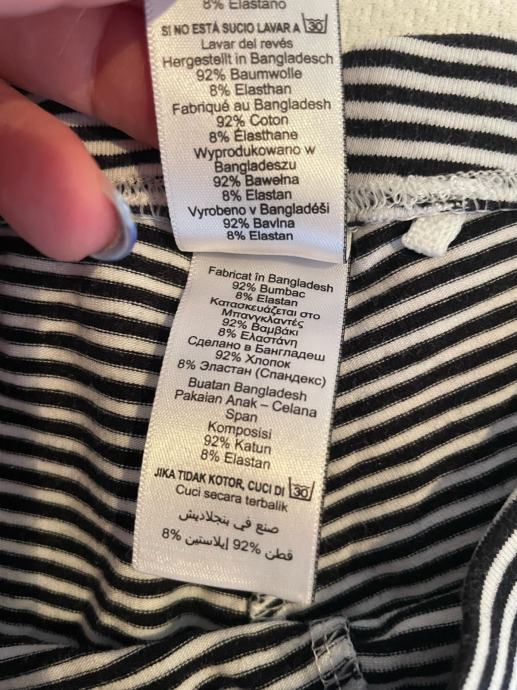 8% Elastano
SI NO ESTÁ SUCIO LAVAR A 30
Lavar del revés
Hergestellt in Bangladesch
92% Baumwolle
8% Elasthan
Fabriqué au Bangladesh
92% Coton
8% Élasthane
Wyprodukowano w
Bangladeszu
92% Bawełna
8% Elastan
Vyrobeno v Bangládéši
92% Bavlna
8% Elastan
Fabricat în Bangladesh
92% Bumbac
8% Elastan
Κατασκευάζεται στο
Μπανγκλαντές
92% Βαμβάκι
8% Ελαστάνη
Сделано в Бангладеш
92% Хлопок
8% Эластан (Спандекс)
Buatan Bangladesh
Pakaian Anak – Celana
Span
Komposisi
92% Katun
8% Elastan
JIKA TIDAK KOTOR, CUCI DI 30
Cuci secara terbalik
صنع في بنجلاديش
قطن 92% إيلاستين 8%